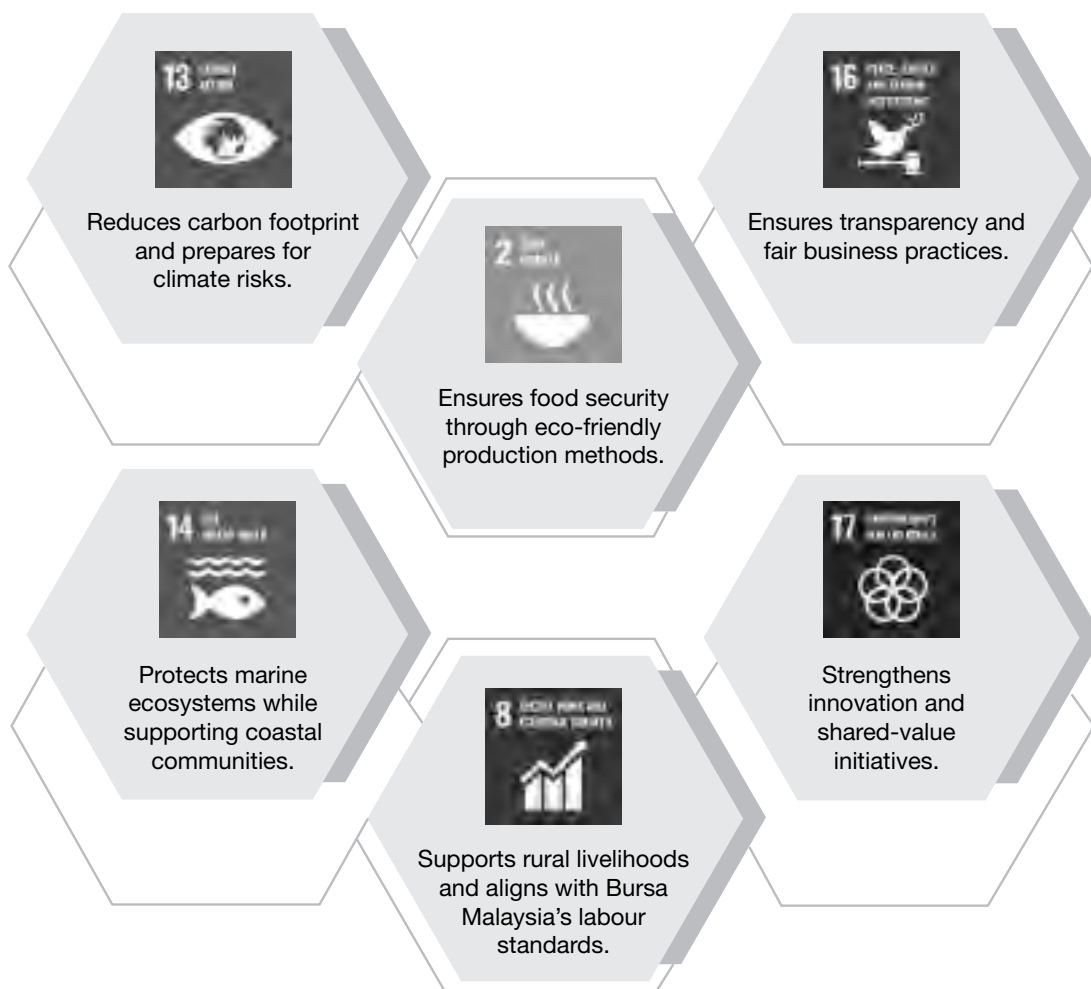 13
Reduces carbon footprint
and prepares for
climate risks.
2
Ensures food security
through eco-friendly
production methods.
16
Ensures transparency and
fair business practices.
14
Protects marine
ecosystems while
supporting coastal
communities.
8
Supports rural livelihoods
and aligns with Bursa
Malaysia’s labour
standards.
17
Strengthens
innovation and
shared-value
initiatives.